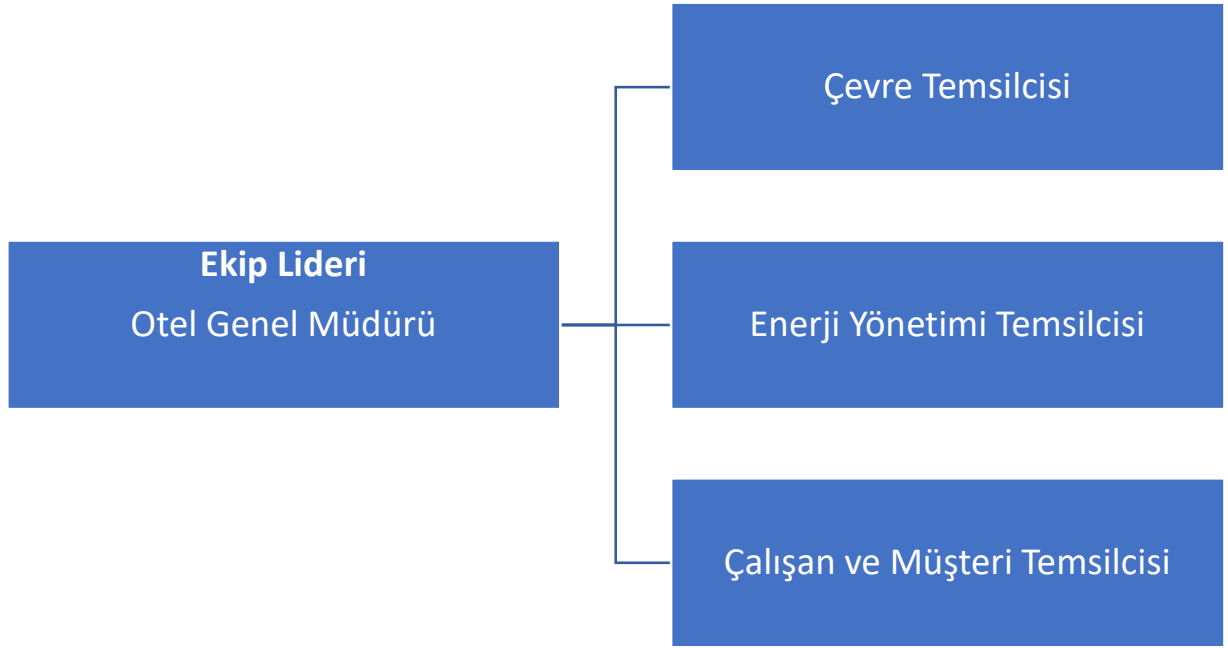 Çevre Temsilcisi
Ekip Lideri
Otel Genel Müdürü
Enerji Yönetimi Temsilcisi
Çalışan ve Müşteri Temsilcisi